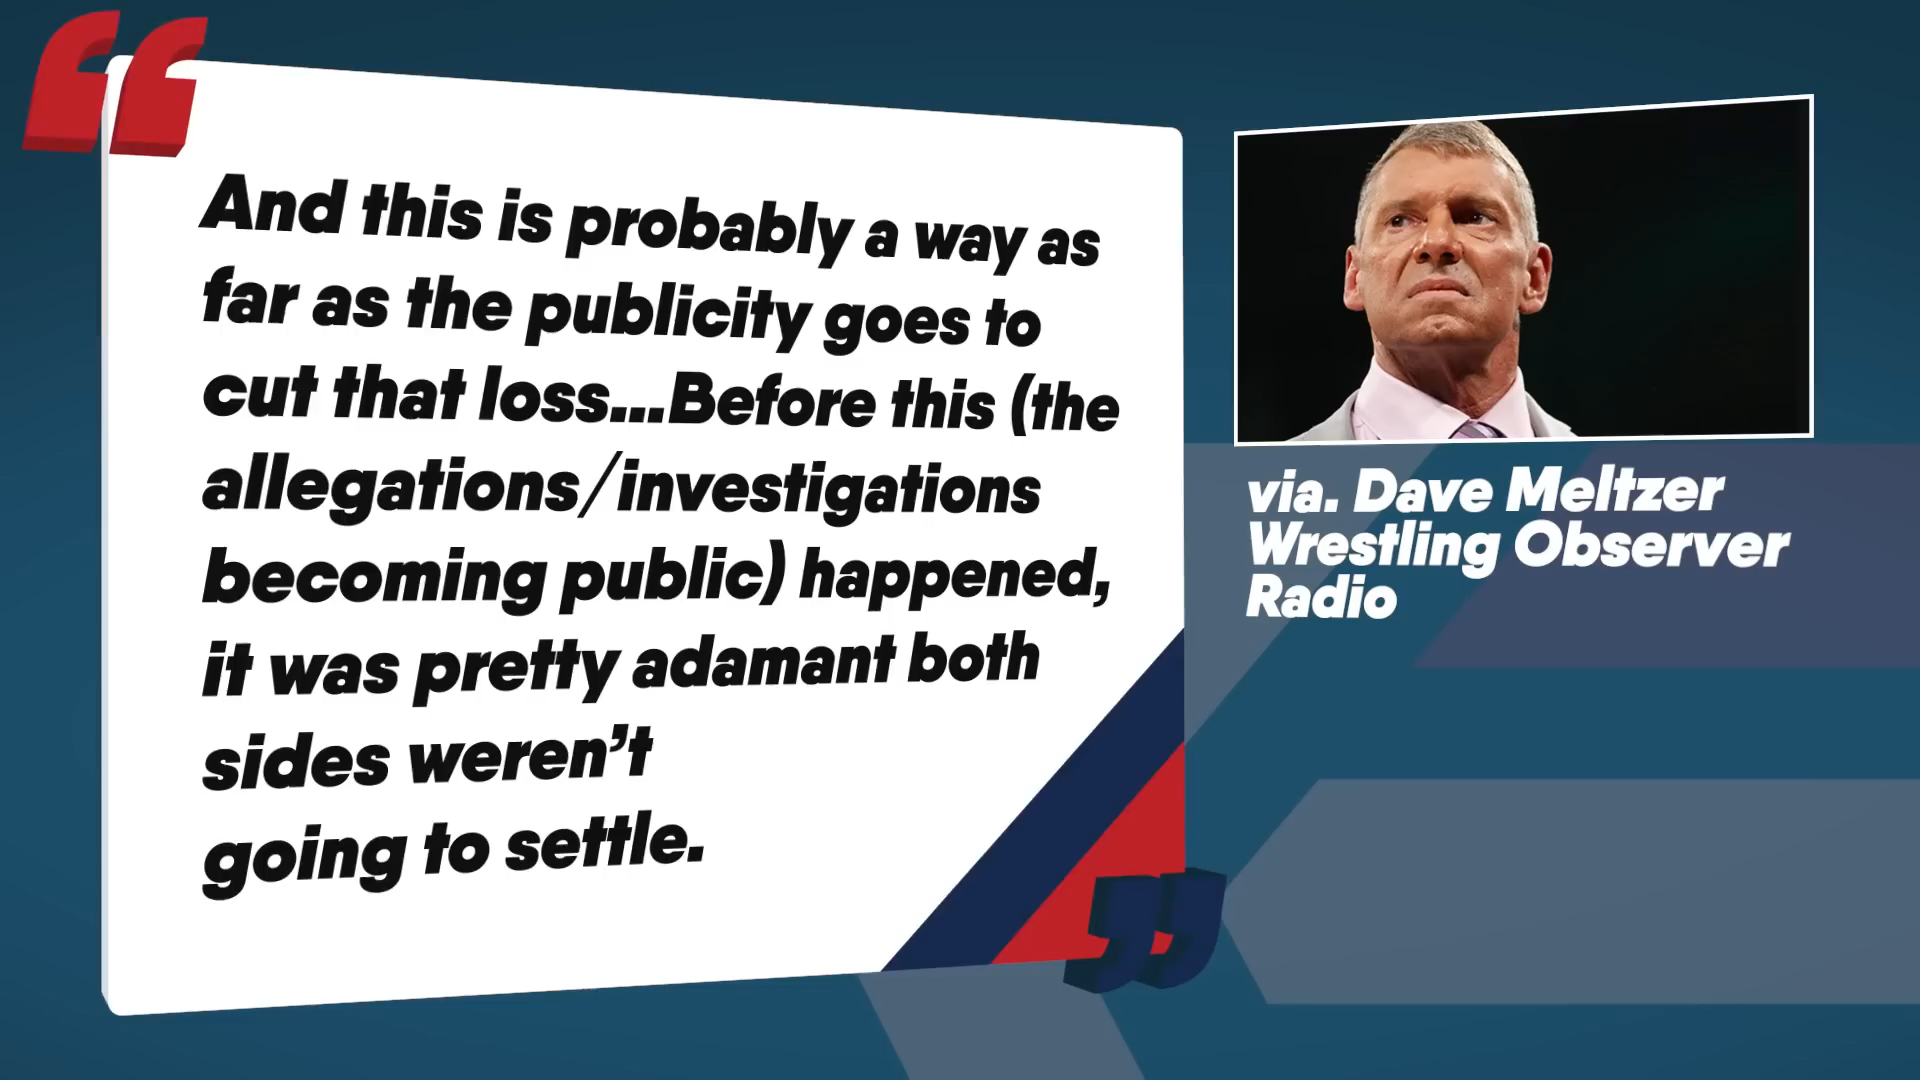 And this is probably a way as
far as the publicity goes to
cut that loss...Before this (the
allegations/investigations
becoming public) happened,
it was pretty adamant both
sides weren't
going to settle.
via. Dave Meltzer
Wrestling Observer
Radio